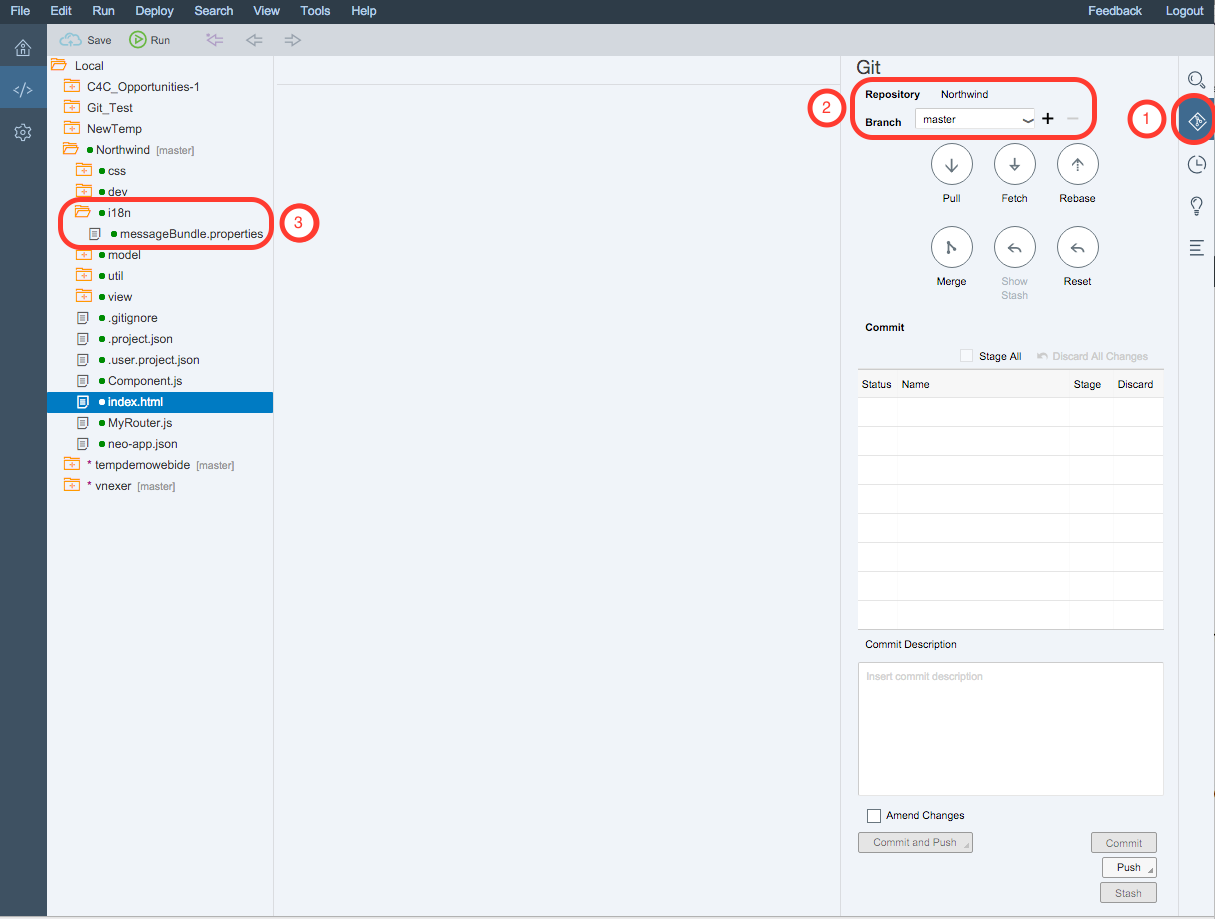 File Edit Run Deploy Search View Tools Help Feedback Logout
Save Run
Local
C4C_Opportunities-1
Git_Test
NewTemp
Northwind [master]
css
dev
i18n
messageBundle.properties
3
model
util
view
.gitignore
.project.json
.user.project.json
Component.js
index.html
MyRouter.js
neo-app.json
* tempdemowebide [master]
* vnexer [master]
Git
2
Repository Northwind
Branch master
1
Pull Fetch Rebase
Merge Show Reset
Stash
Commit
Stage All Discard All Changes
Status Name Stage Discard
Commit Description
Insert commit description
Amend Changes
Commit and Push Commit
Push
Stash